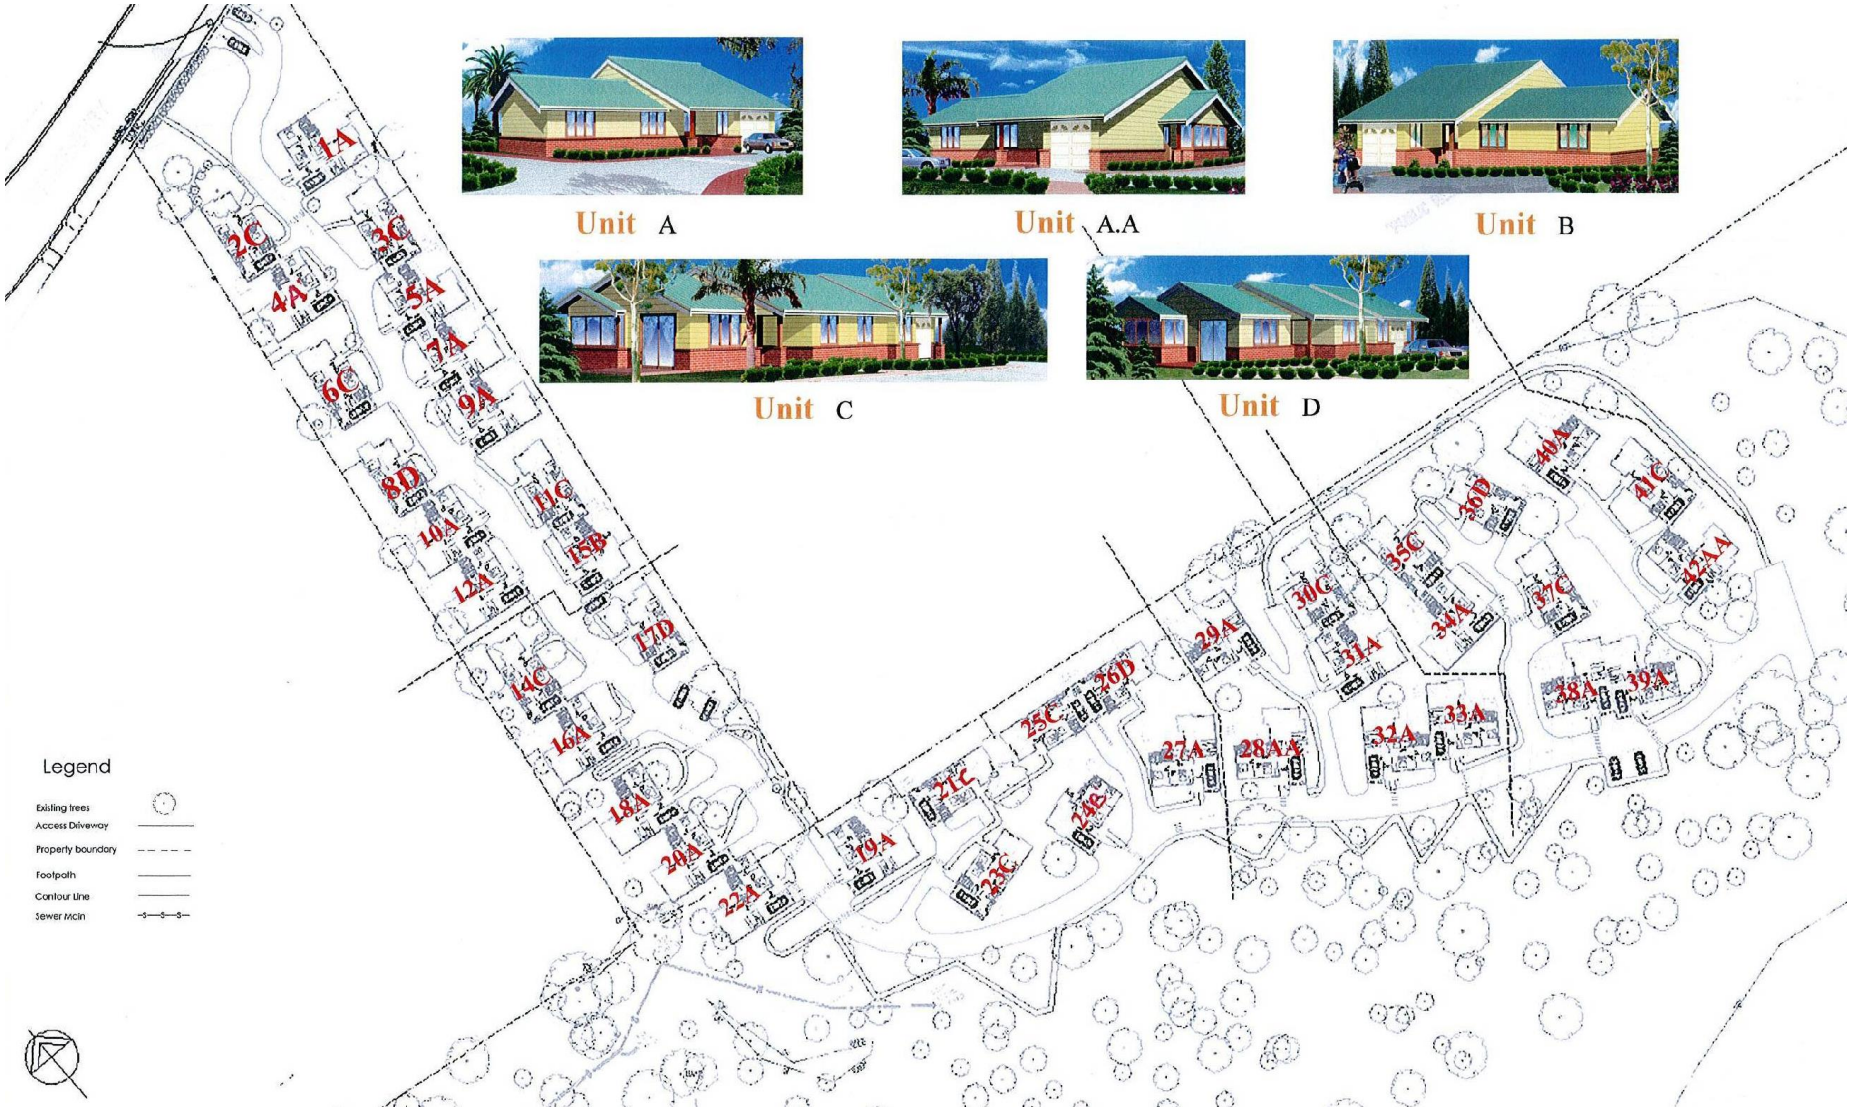 Unit A
Unit A.A
Unit B
Unit C
Unit D
1A
2C
3C
4A
5A
6C
7A
8D
9A
10A
11C
12A
15B
14C
17D
16A
18A
20A
22A
19A
21C
23C
24B
25C
26D
27A
28AA
29A
30C
31A
32A
33A
34A
35C
36D
37C
38A
39A
40A
41C
42AA
Legend
Existing trees
Access Driveway
Property boundary
Footpath
Contour Line
Sewer Main
-S-S-S-